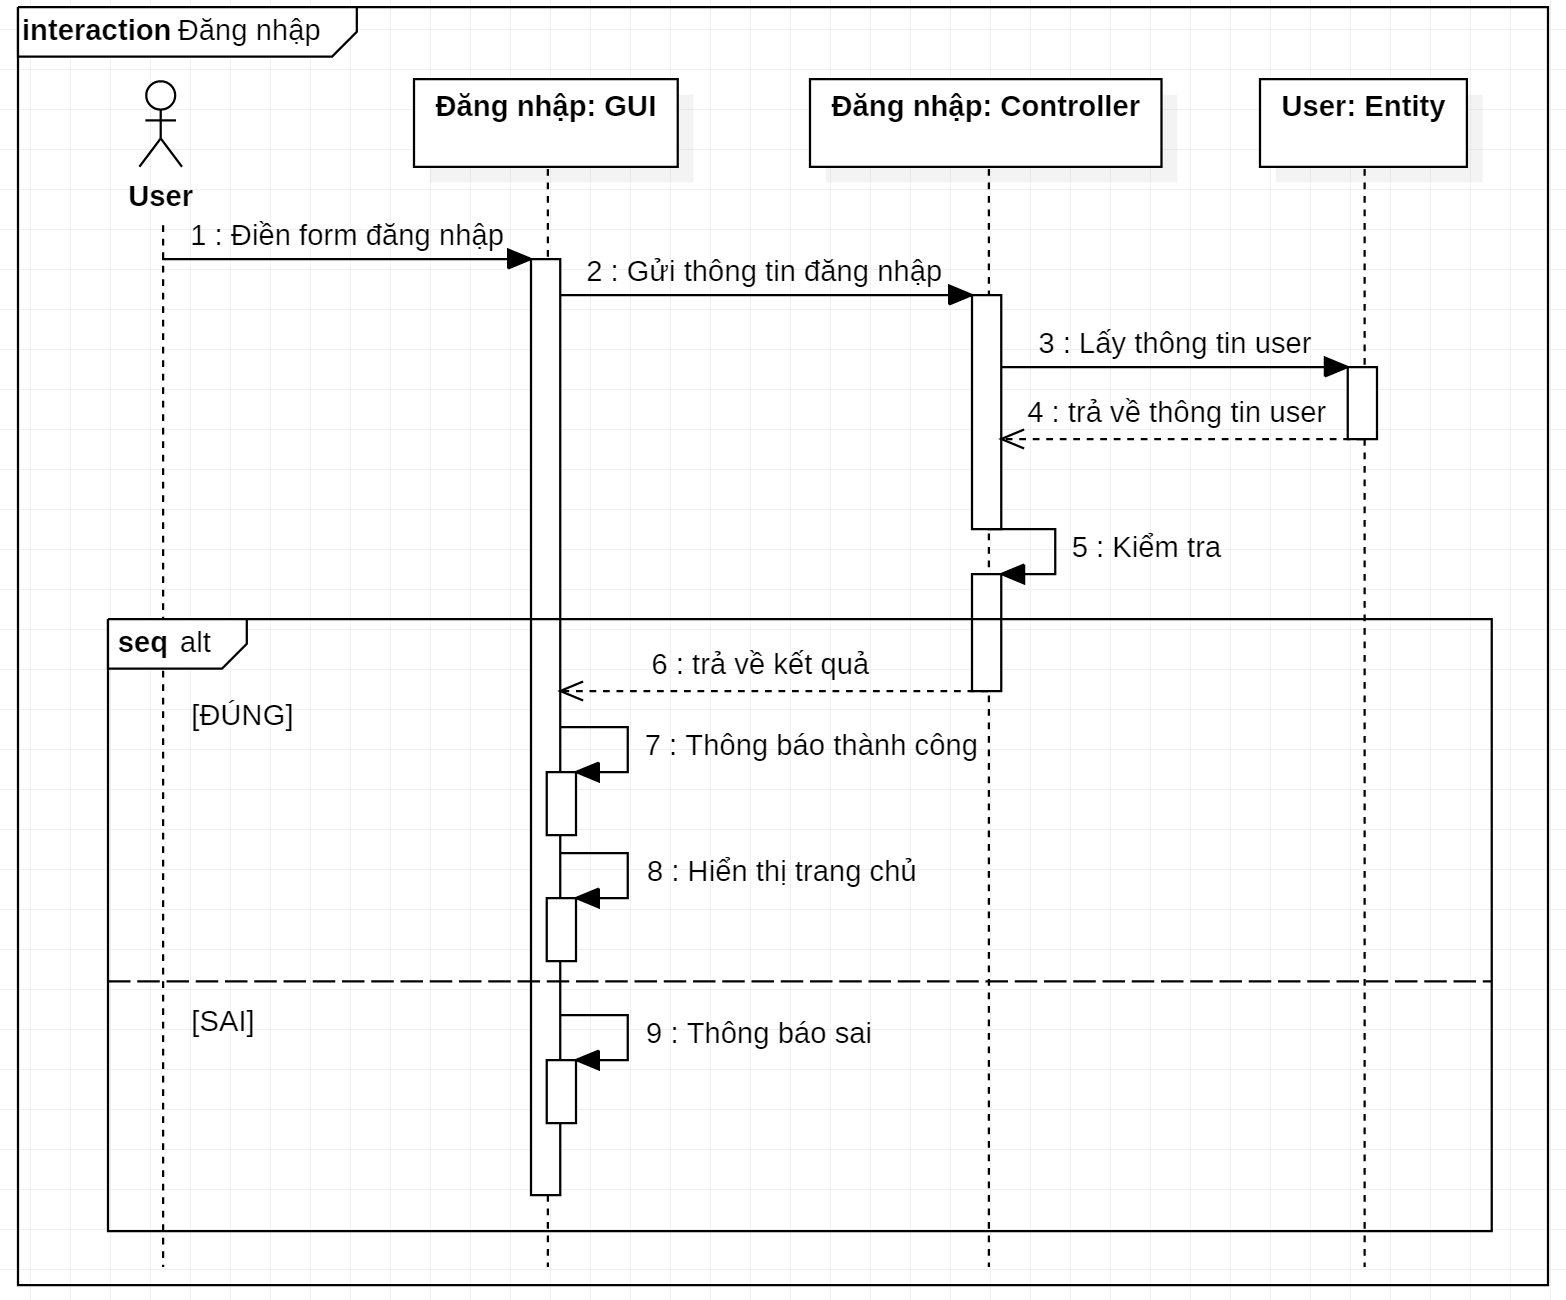 interaction Đăng nhập
Đăng nhập: GUI
Đăng nhập: Controller
User: Entity
User
1 : Điền form đăng nhập
2 : Gửi thông tin đăng nhập
3 : Lấy thông tin user
4 : trả về thông tin user
5 : Kiểm tra
seq alt
6 : trả về kết quả
[ĐÚNG]
7 : Thông báo thành công
8 : Hiển thị trang chủ
[SAI]
9 : Thông báo sai